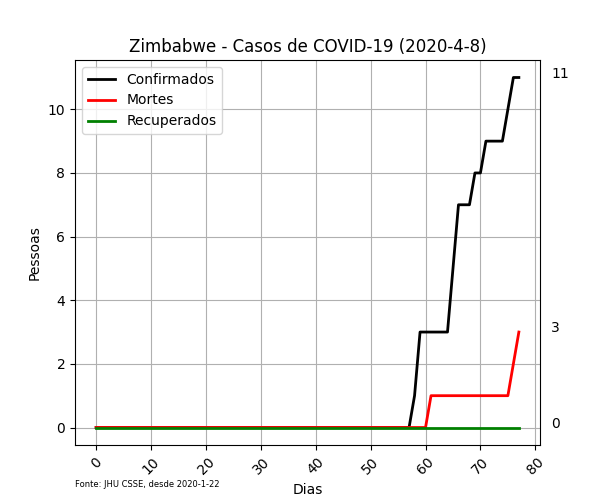 Zimbabwe - Casos de COVID-19 (2020-4-8)
Confirmados
Mortes
Recuperados
11
3
0
Pessoas
10
8
6
4
2
0
0
10
20
30
40
50
60
70
80
Dias
Fonte: JHU CSSE, desde 2020-1-22